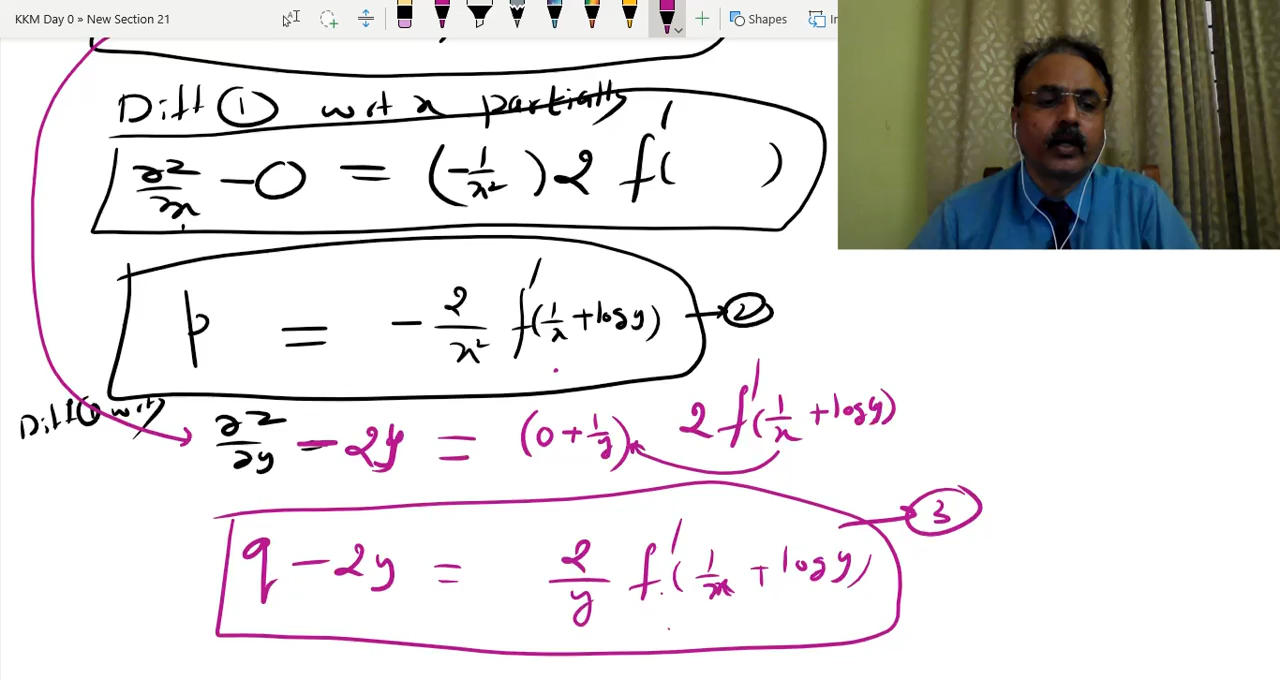 KKM Day 0 » New Section 21
Shapes In
Diff ① wrt x partially
∂z/∂x - 0 = (-1/x²) 2 f'( )
p = - 2/x² f'(1/x + log y) → ②
Diff ① wrt y
∂z/∂y - 2y = (0 + 1/y) 2 f'(1/x + log y)
q - 2y = 2/y f'(1/x + log y) → ③